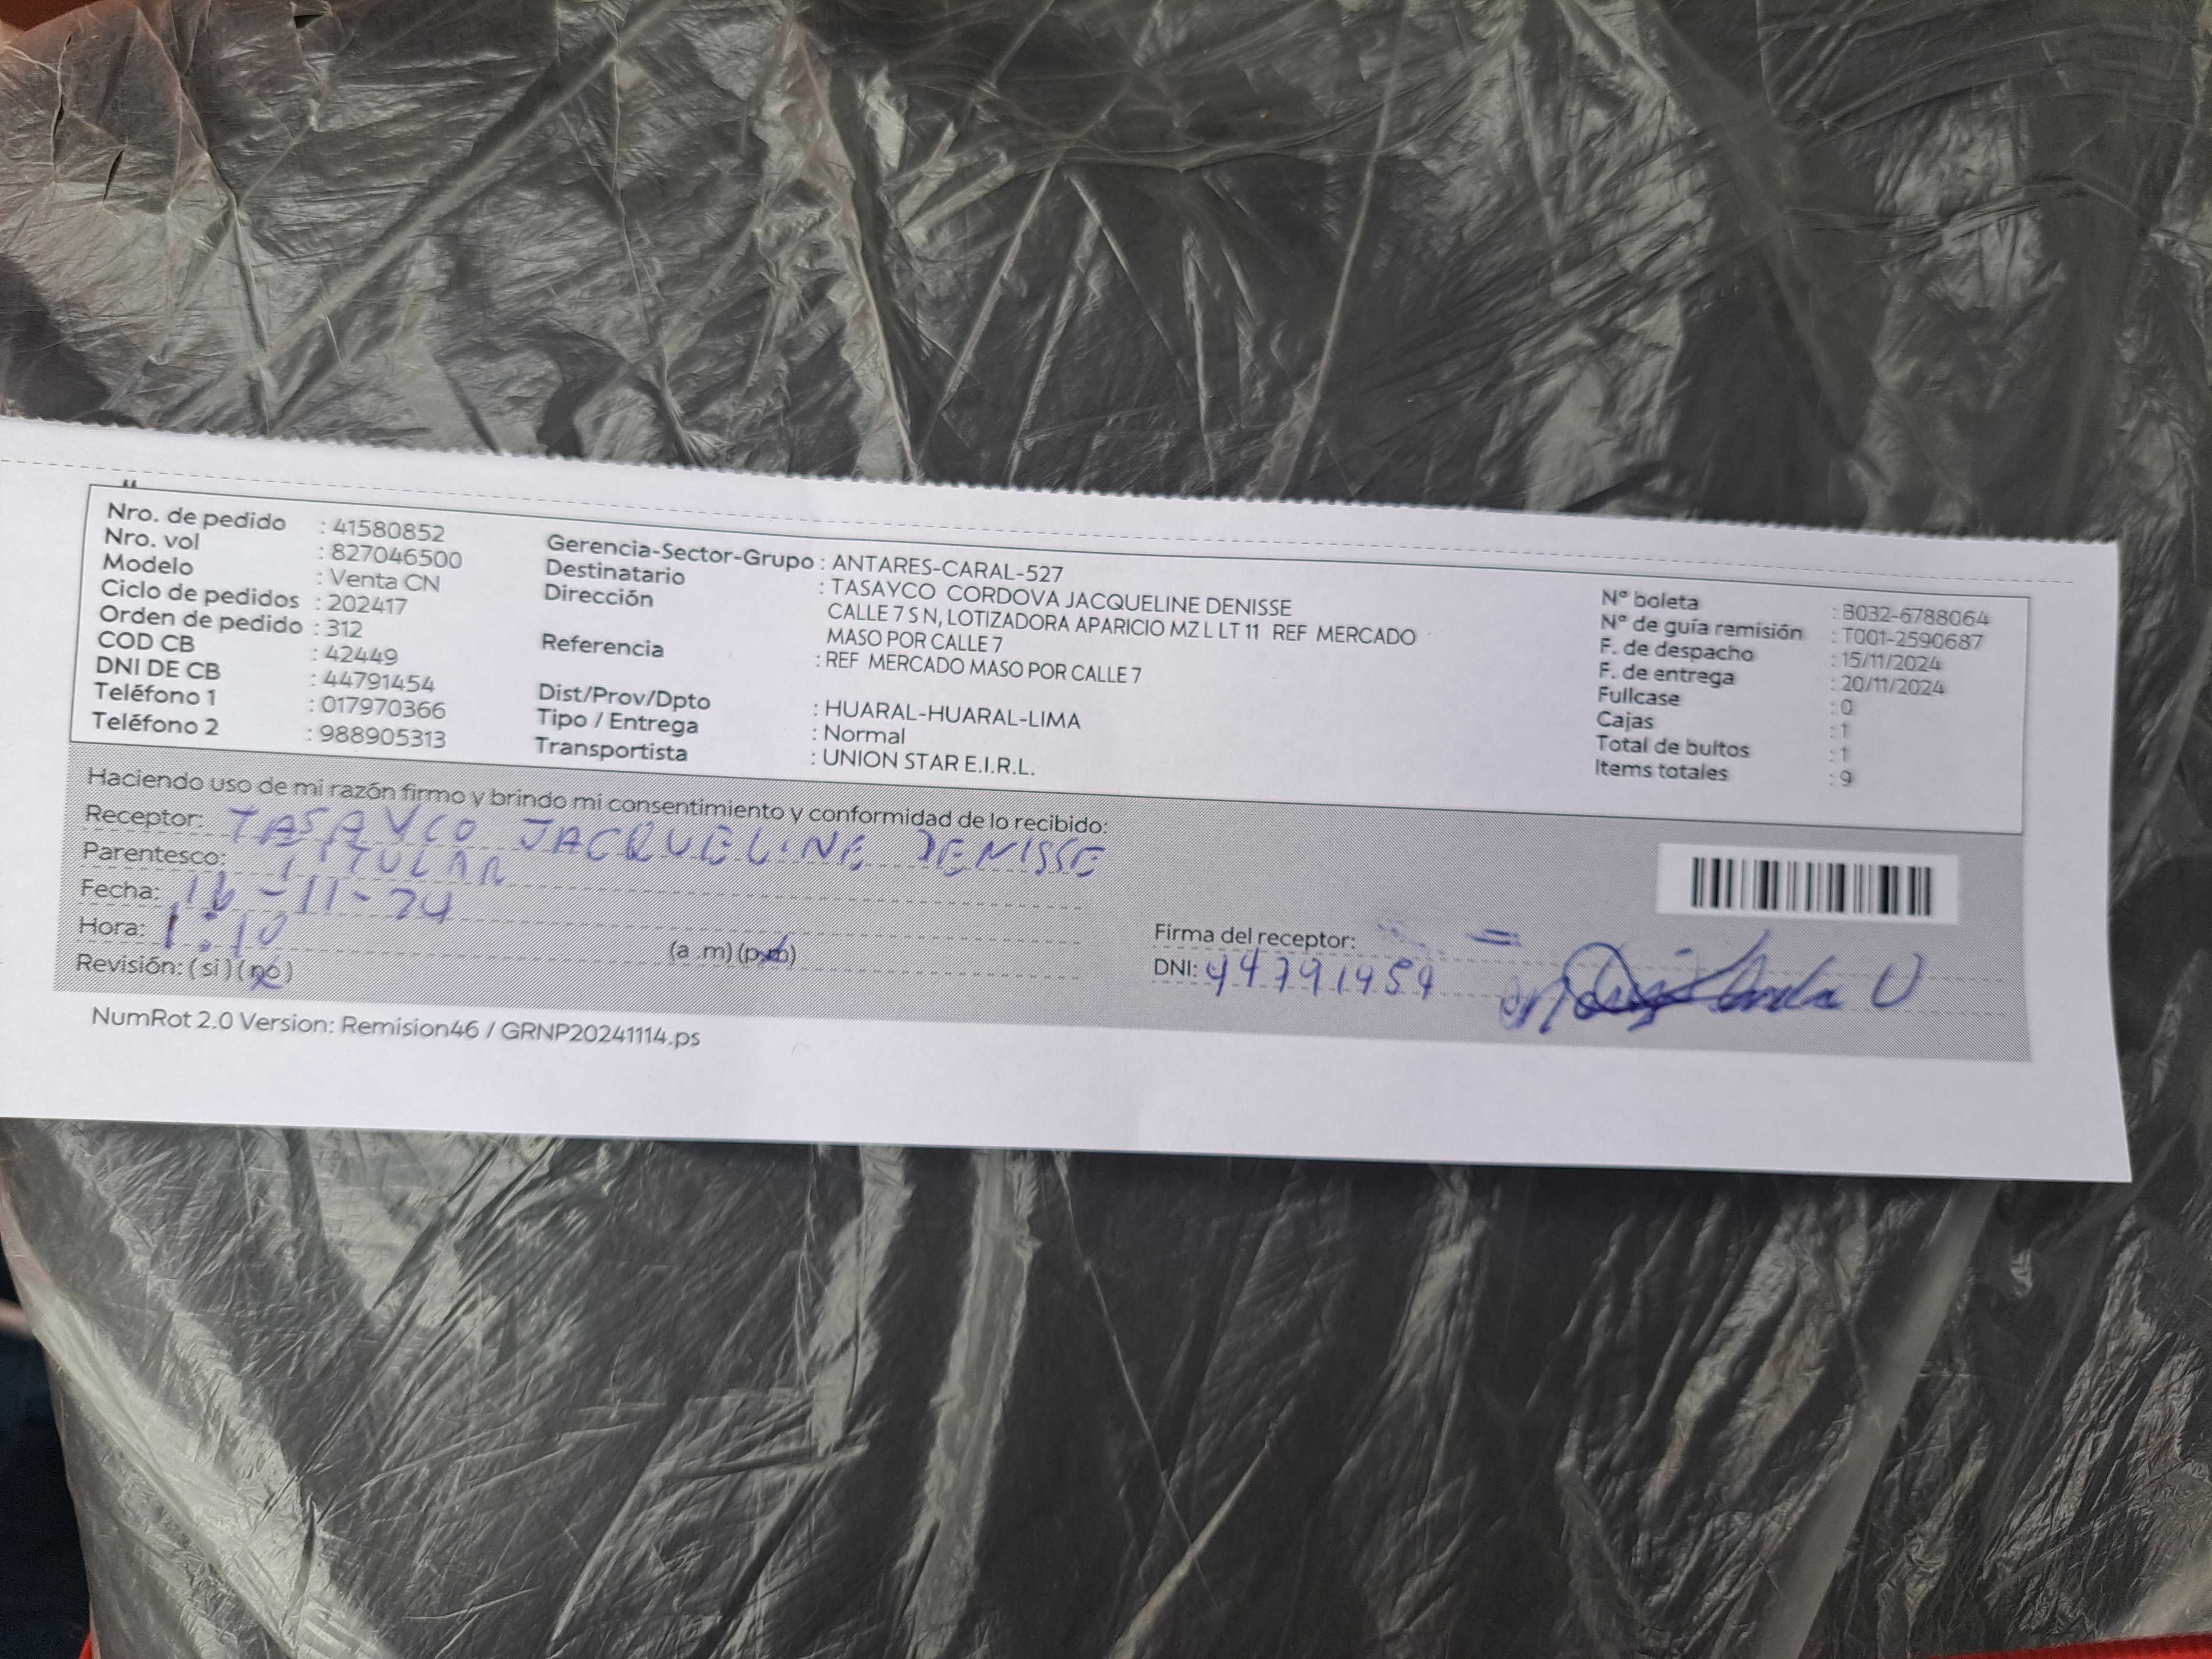 Nro. de pedido : 41580852
Nro. vol : 827046500
Modelo : Venta CN
Ciclo de pedidos : 202417
Orden de pedido : 312
COD CB : 42449
DNI DE CB : 44791454
Teléfono 1 : 017970366
Teléfono 2 : 988905313
Gerencia-Sector-Grupo : ANTARES-CARAL-527
Destinatario : TASAYCO CORDOVA JACQUELINE DENISSE
Dirección CALLE 7 S N, LOTIZADORA APARICIO MZ L LT 11 REF MERCADO
MASO POR CALLE 7
Referencia : REF MERCADO MASO POR CALLE 7
Dist/Prov/Dpto : HUARAL-HUARAL-LIMA
Tipo / Entrega : Normal
Transportista : UNION STAR E.I.R.L.
N° boleta : B032-6788064
N° de guía remisión : T001-2590687
F. de despacho : 15/11/2024
F. de entrega : 20/11/2024
Fullcase : 0
Cajas : 1
Total de bultos : 1
Items totales : 9
Haciendo uso de mi razón firmo y brindo mi consentimiento y conformidad de lo recibido:
Receptor: TASAYCO JACQUELINE DENISSE
Parentesco: TITULAR
Fecha: 16-11-24
Hora: 1:10 (a .m) (p.m)
Revisión: ( si ) ( no )
Firma del receptor:
DNI: 44791454
NumRot 2.0 Version: Remision46 / GRNP20241114.ps